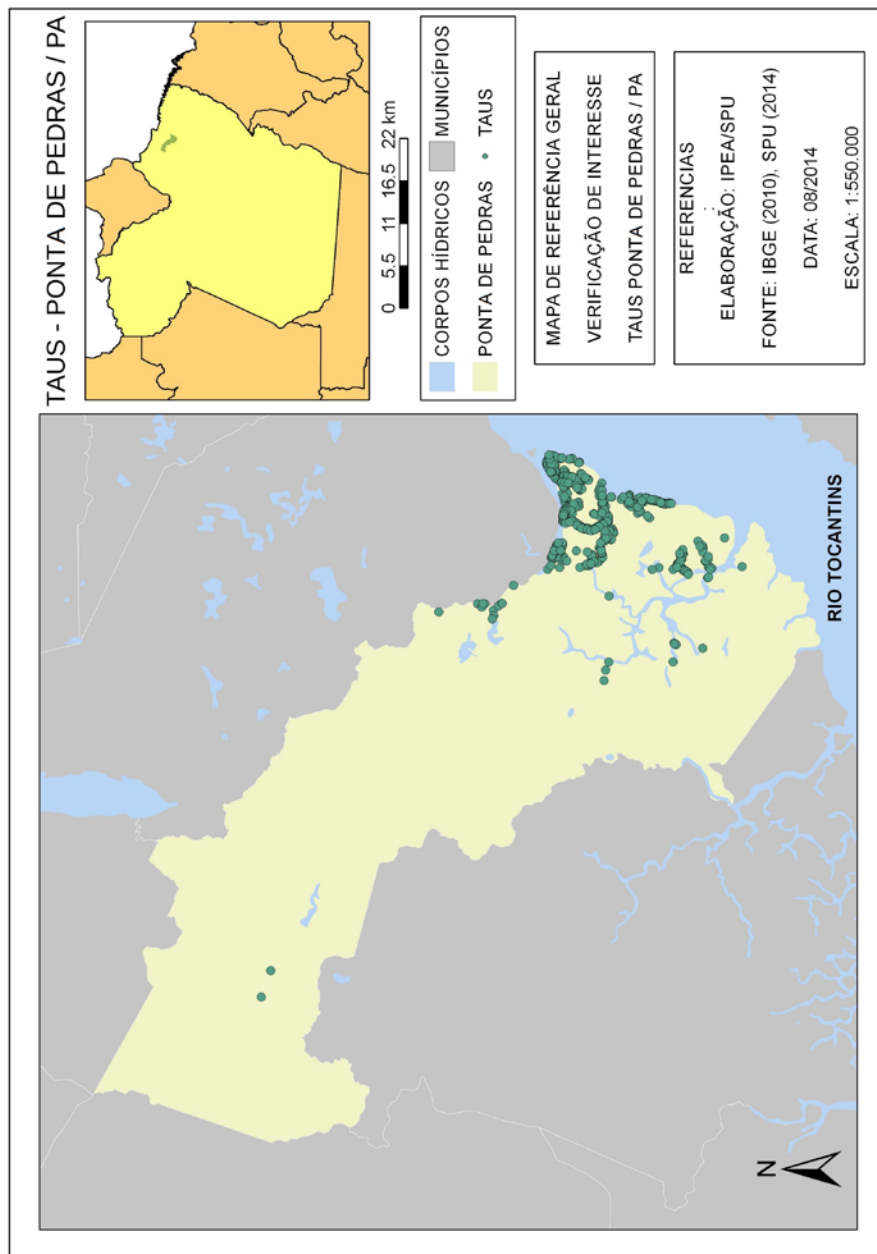 TAUS - PONTA DE PEDRAS / PA
0 5.5 11 16.5 22 km
CORPOS HÍDRICOS
MUNICÍPIOS
PONTA DE PEDRAS
TAUS
MAPA DE REFERÊNCIA GERAL
VERIFICAÇÃO DE INTERESSE
TAUS PONTA DE PEDRAS / PA
REFERENCIAS
ELABORAÇÃO: IPEA/SPU
FONTE: IBGE (2010), SPU (2014)
DATA: 08/2014
ESCALA: 1:550.000
RIO TOCANTINS
N